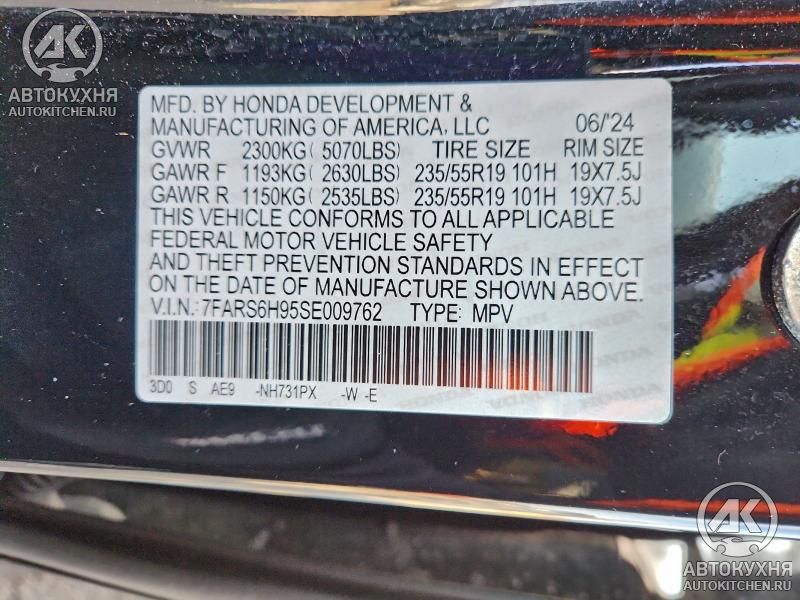 AK
АВТОКУХНЯ
AUTOKITCHEN.RU
MFD. BY HONDA DEVELOPMENT &
MANUFACTURING OF AMERICA, LLC 06/'24
GVWR 2300KG( 5070LBS) TIRE SIZE RIM SIZE
GAWR F 1193KG( 2630LBS) 235/55R19 101H 19X7.5J
GAWR R 1150KG( 2535LBS) 235/55R19 101H 19X7.5J
THIS VEHICLE CONFORMS TO ALL APPLICABLE
FEDERAL MOTOR VEHICLE SAFETY
AND THEFT PREVENTION STANDARDS IN EFFECT
ON THE DATE OF MANUFACTURE SHOWN ABOVE.
V.I.N.: 7FARS6H95SE009762 TYPE: MPV
3D0 S AE9 -NH731PX -W -E
AK
АВТОКУХНЯ
AUTOKITCHEN.RU